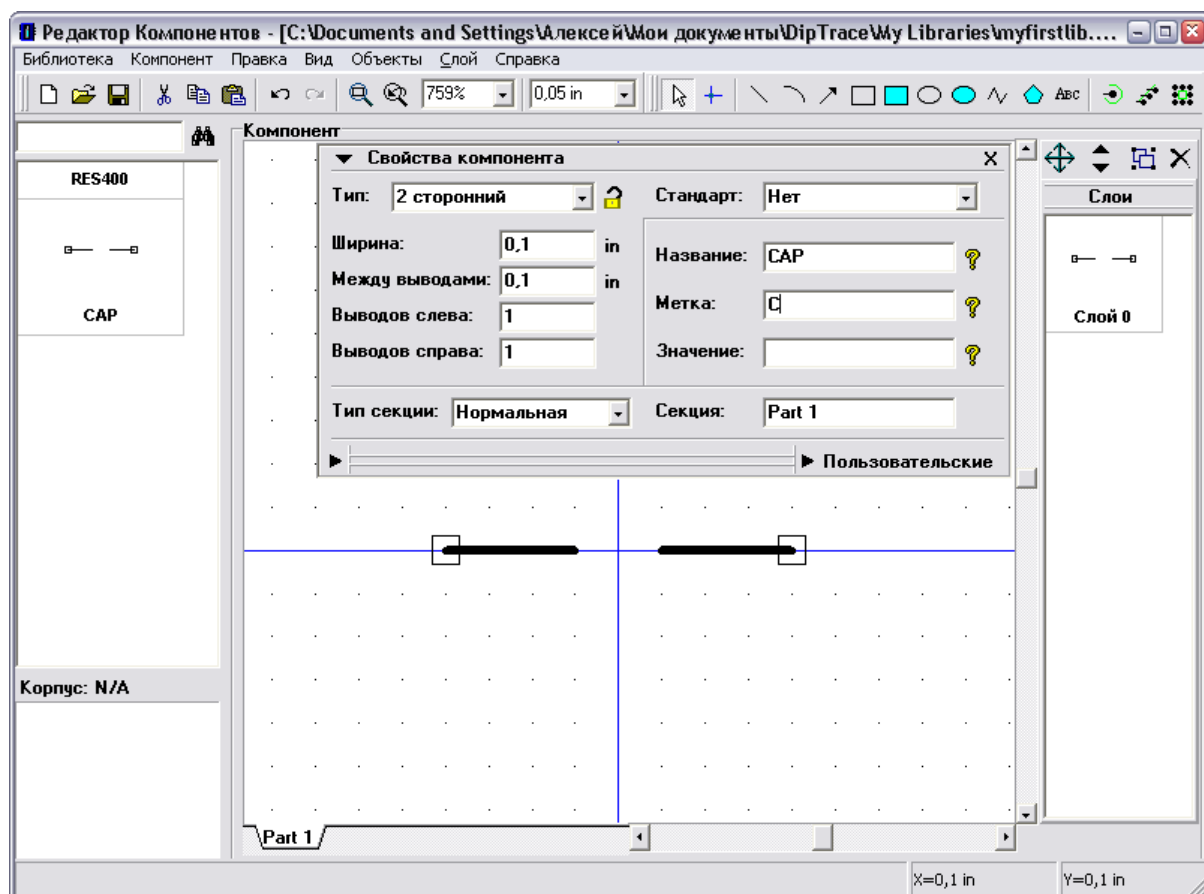 Редактор Компонентов - [C:\Documents and Settings\Алексей\Мои документы\DipTrace\My Libraries\myfirstlib....
Библиотека Компонент Правка Вид Объекты Слой Справка
759% 0,05 in ABC
Компонент
RES400
CAP
Корпус: N/A
Свойства компонента X
Тип: 2 сторонний Стандарт: Нет
Ширина: 0,1 in
Между выводами: 0,1 in
Выводов слева: 1
Выводов справа: 1
Название: CAP ?
Метка: C ?
Значение: ?
Тип секции: Нормальная Секция: Part 1
Пользовательские
Слои
Слой 0
Part 1
X=0,1 in Y=0,1 in